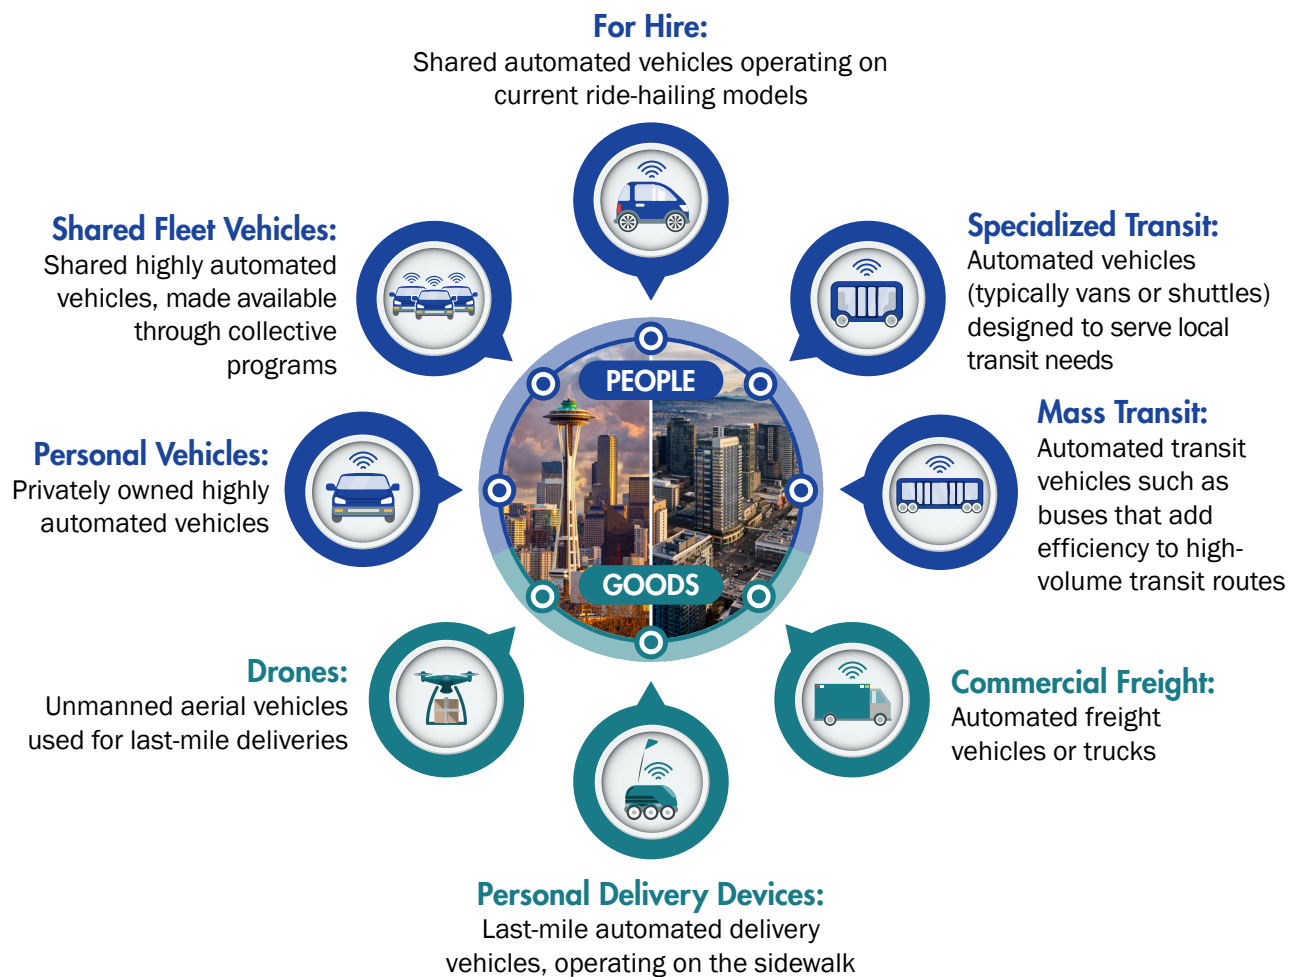 For Hire:
Shared automated vehicles operating on
current ride-hailing models
Shared Fleet Vehicles:
Shared highly automated
vehicles, made available
through collective
programs
Specialized Transit:
Automated vehicles
(typically vans or shuttles)
designed to serve local
transit needs
PEOPLE
Personal Vehicles:
Privately owned highly
automated vehicles
Mass Transit:
Automated transit
vehicles such as
buses that add
efficiency to high-
volume transit routes
GOODS
Drones:
Unmanned aerial vehicles
used for last-mile deliveries
Commercial Freight:
Automated freight
vehicles or trucks
Personal Delivery Devices:
Last-mile automated delivery
vehicles, operating on the sidewalk